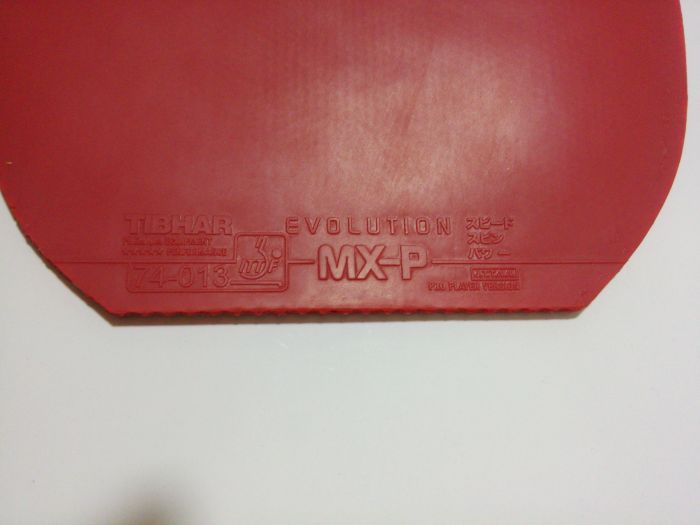 TIBHAR
EVOLUTION
スピード
スピン
パワー
PERFORMANCE
74-013
ITTF
MX-P
PRO PLAYER VERSION